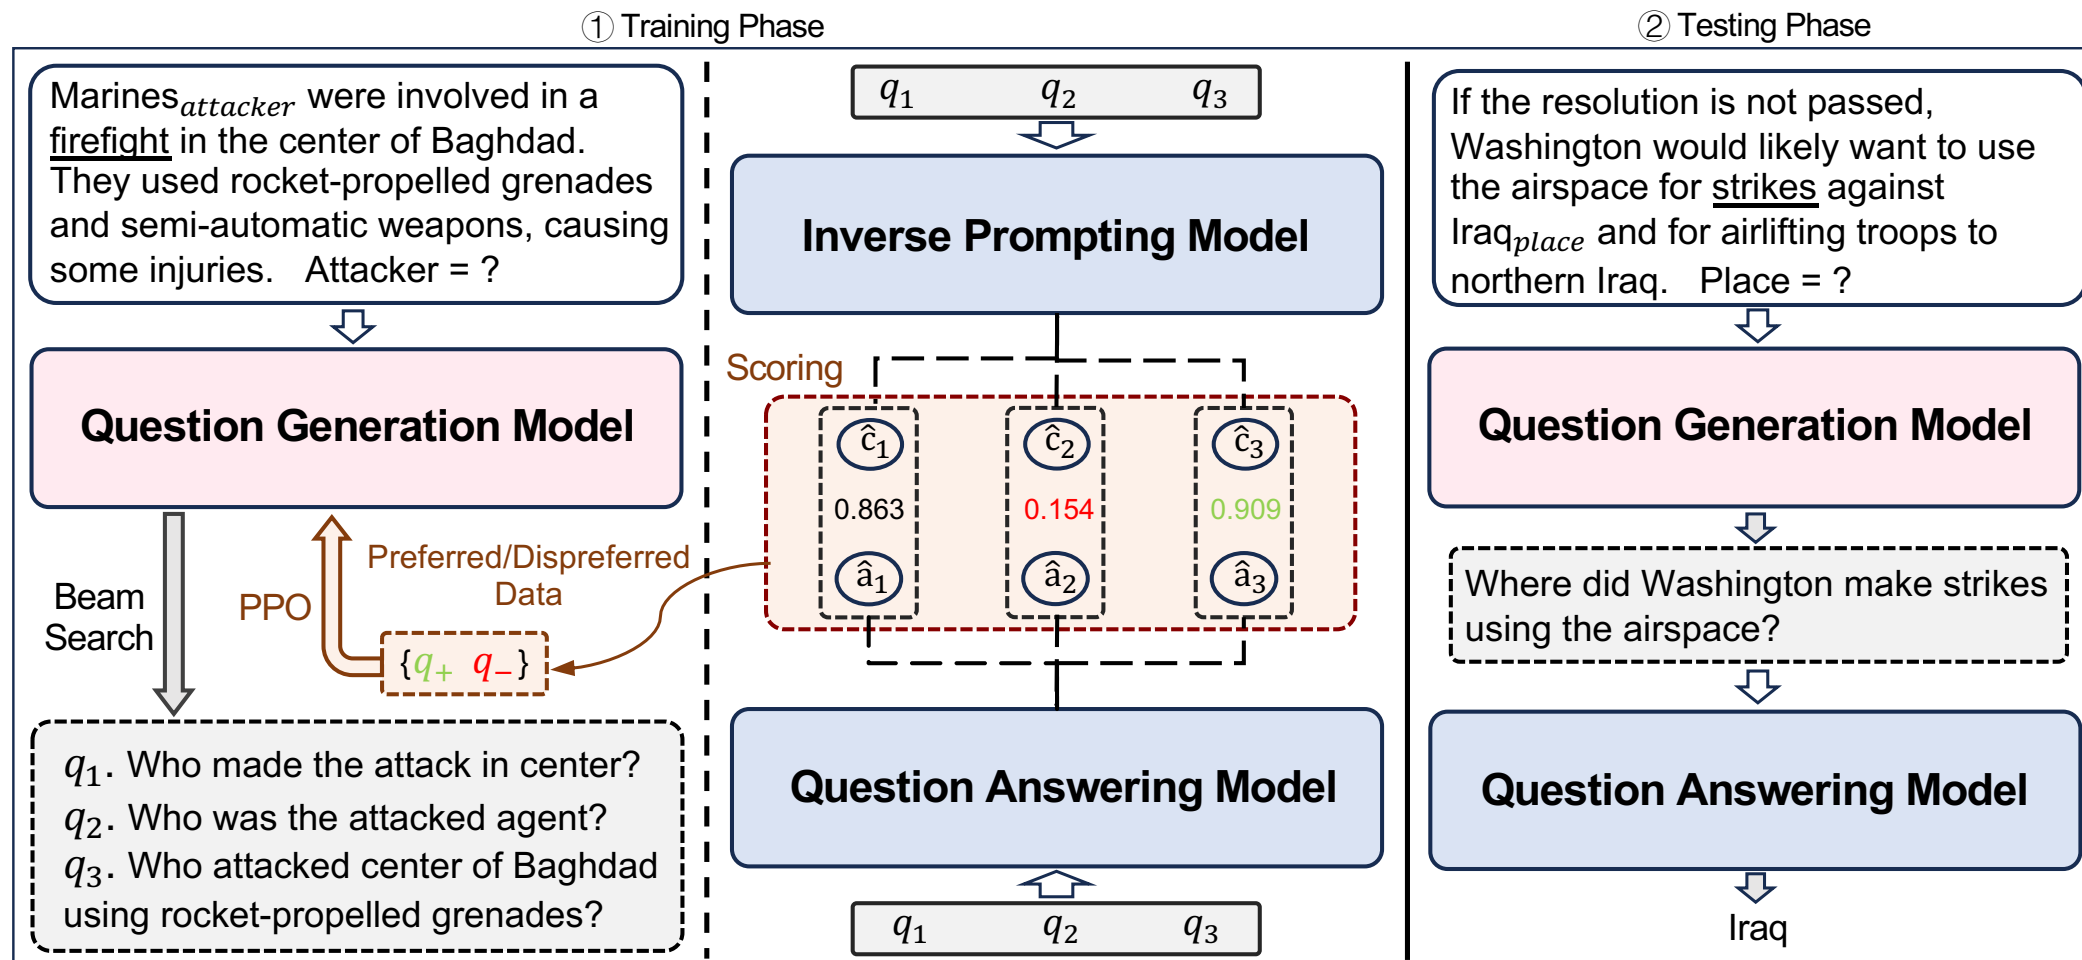 ① Training Phase
② Testing Phase
Marines_attacker were involved in a
firefight in the center of Baghdad.
They used rocket-propelled grenades
and semi-automatic weapons, causing
some injuries. Attacker = ?
Question Generation Model
Beam
Search
PPO
Preferred/Dispreferred
Data
{q₊ q₋}
q₁. Who made the attack in center?
q₂. Who was the attacked agent?
q₃. Who attacked center of Baghdad
using rocket-propelled grenades?
q₁ q₂ q₃
Inverse Prompting Model
Scoring
ĉ₁ ĉ₂ ĉ₃
0.863 0.154 0.909
â₁ â₂ â₃
Question Answering Model
q₁ q₂ q₃
If the resolution is not passed,
Washington would likely want to use
the airspace for strikes against
Iraq_place and for airlifting troops to
northern Iraq. Place = ?
Question Generation Model
Where did Washington make strikes
using the airspace?
Question Answering Model
Iraq